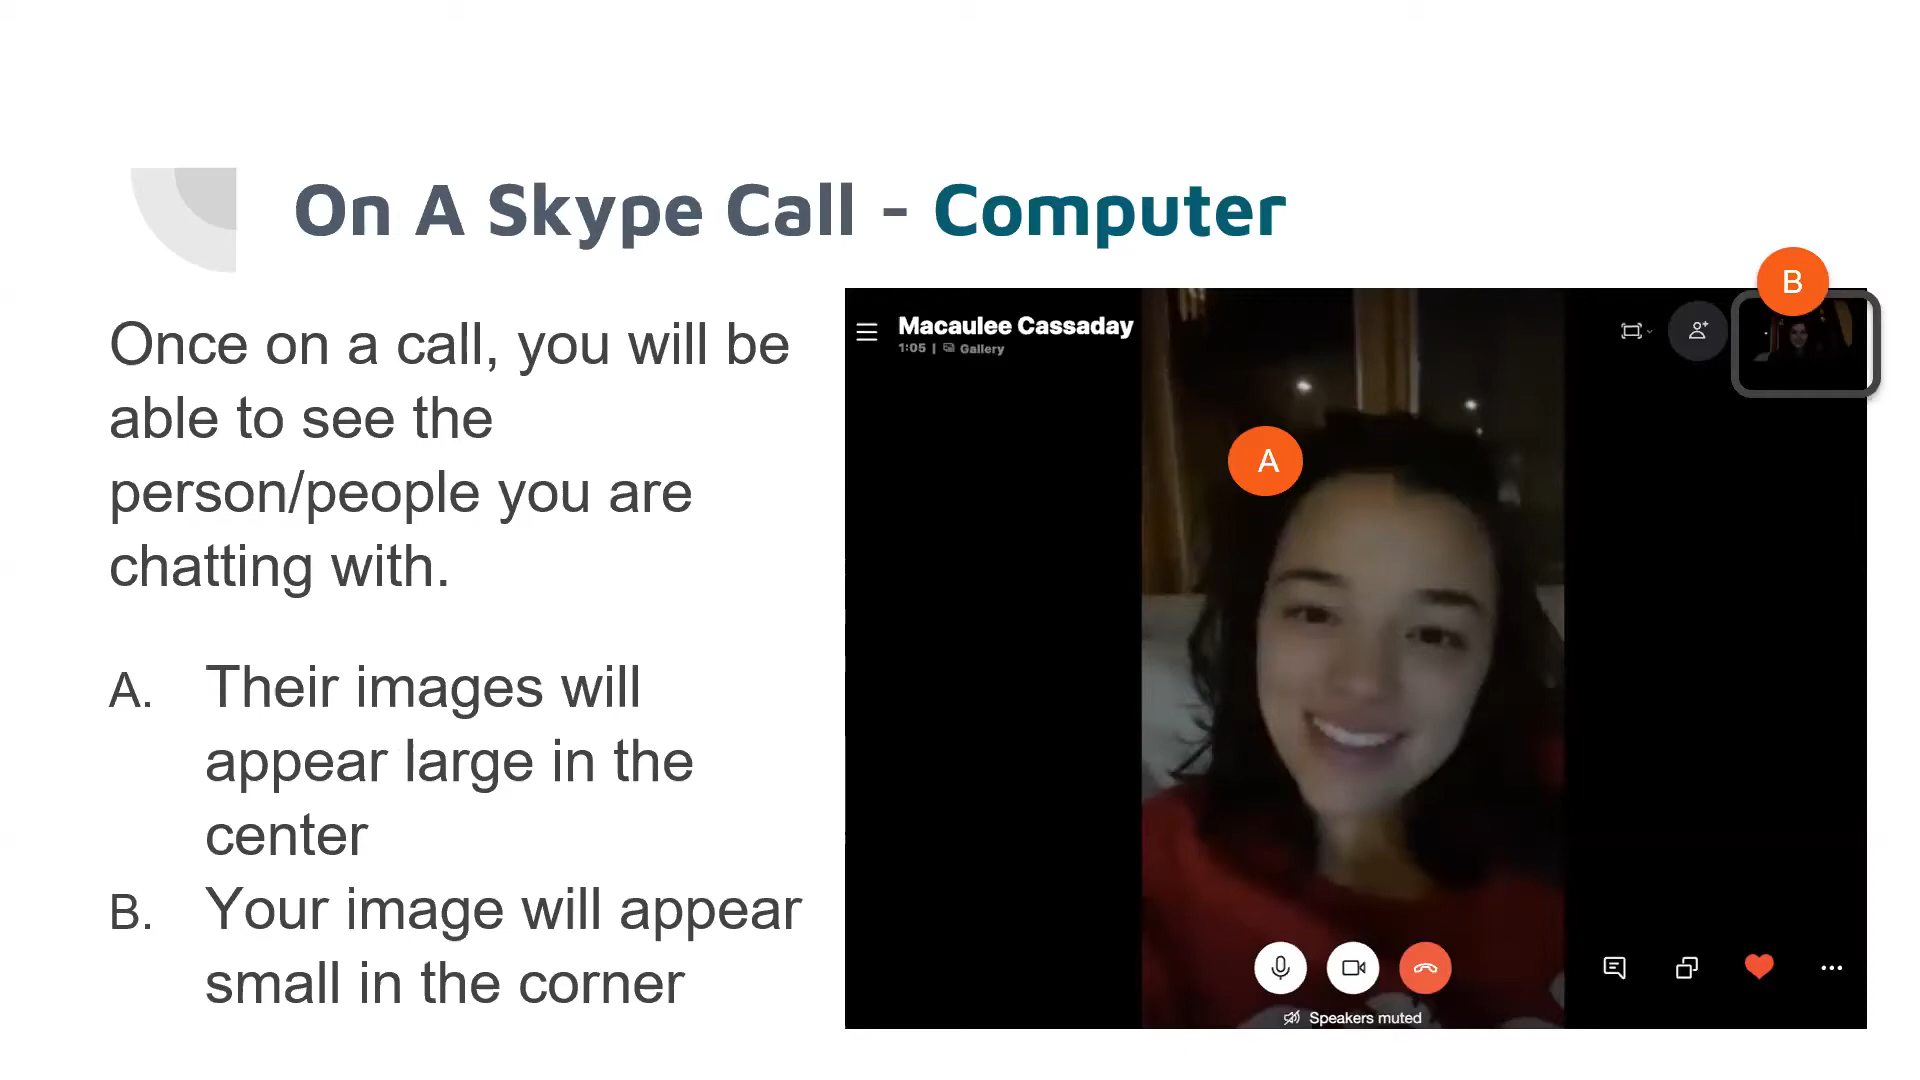 On A Skype Call - Computer
Once on a call, you will be
able to see the
person/people you are
chatting with.
A. Their images will
appear large in the
center
B. Your image will appear
small in the corner
B
Macaulee Cassaday
1:05 | Gallery
A
Speakers muted